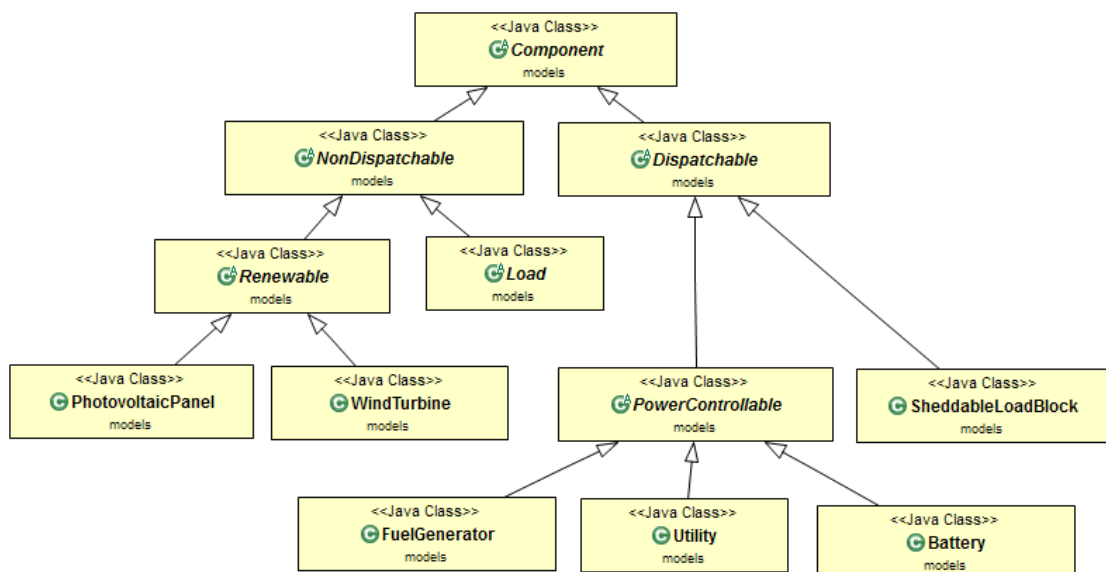 <<Java Class>>
Component
models
<<Java Class>>
NonDispatchable
models
<<Java Class>>
Dispatchable
models
<<Java Class>>
Renewable
models
<<Java Class>>
Load
models
<<Java Class>>
PhotovoltaicPanel
models
<<Java Class>>
WindTurbine
models
<<Java Class>>
PowerControllable
models
<<Java Class>>
SheddableLoadBlock
models
<<Java Class>>
FuelGenerator
models
<<Java Class>>
Utility
models
<<Java Class>>
Battery
models